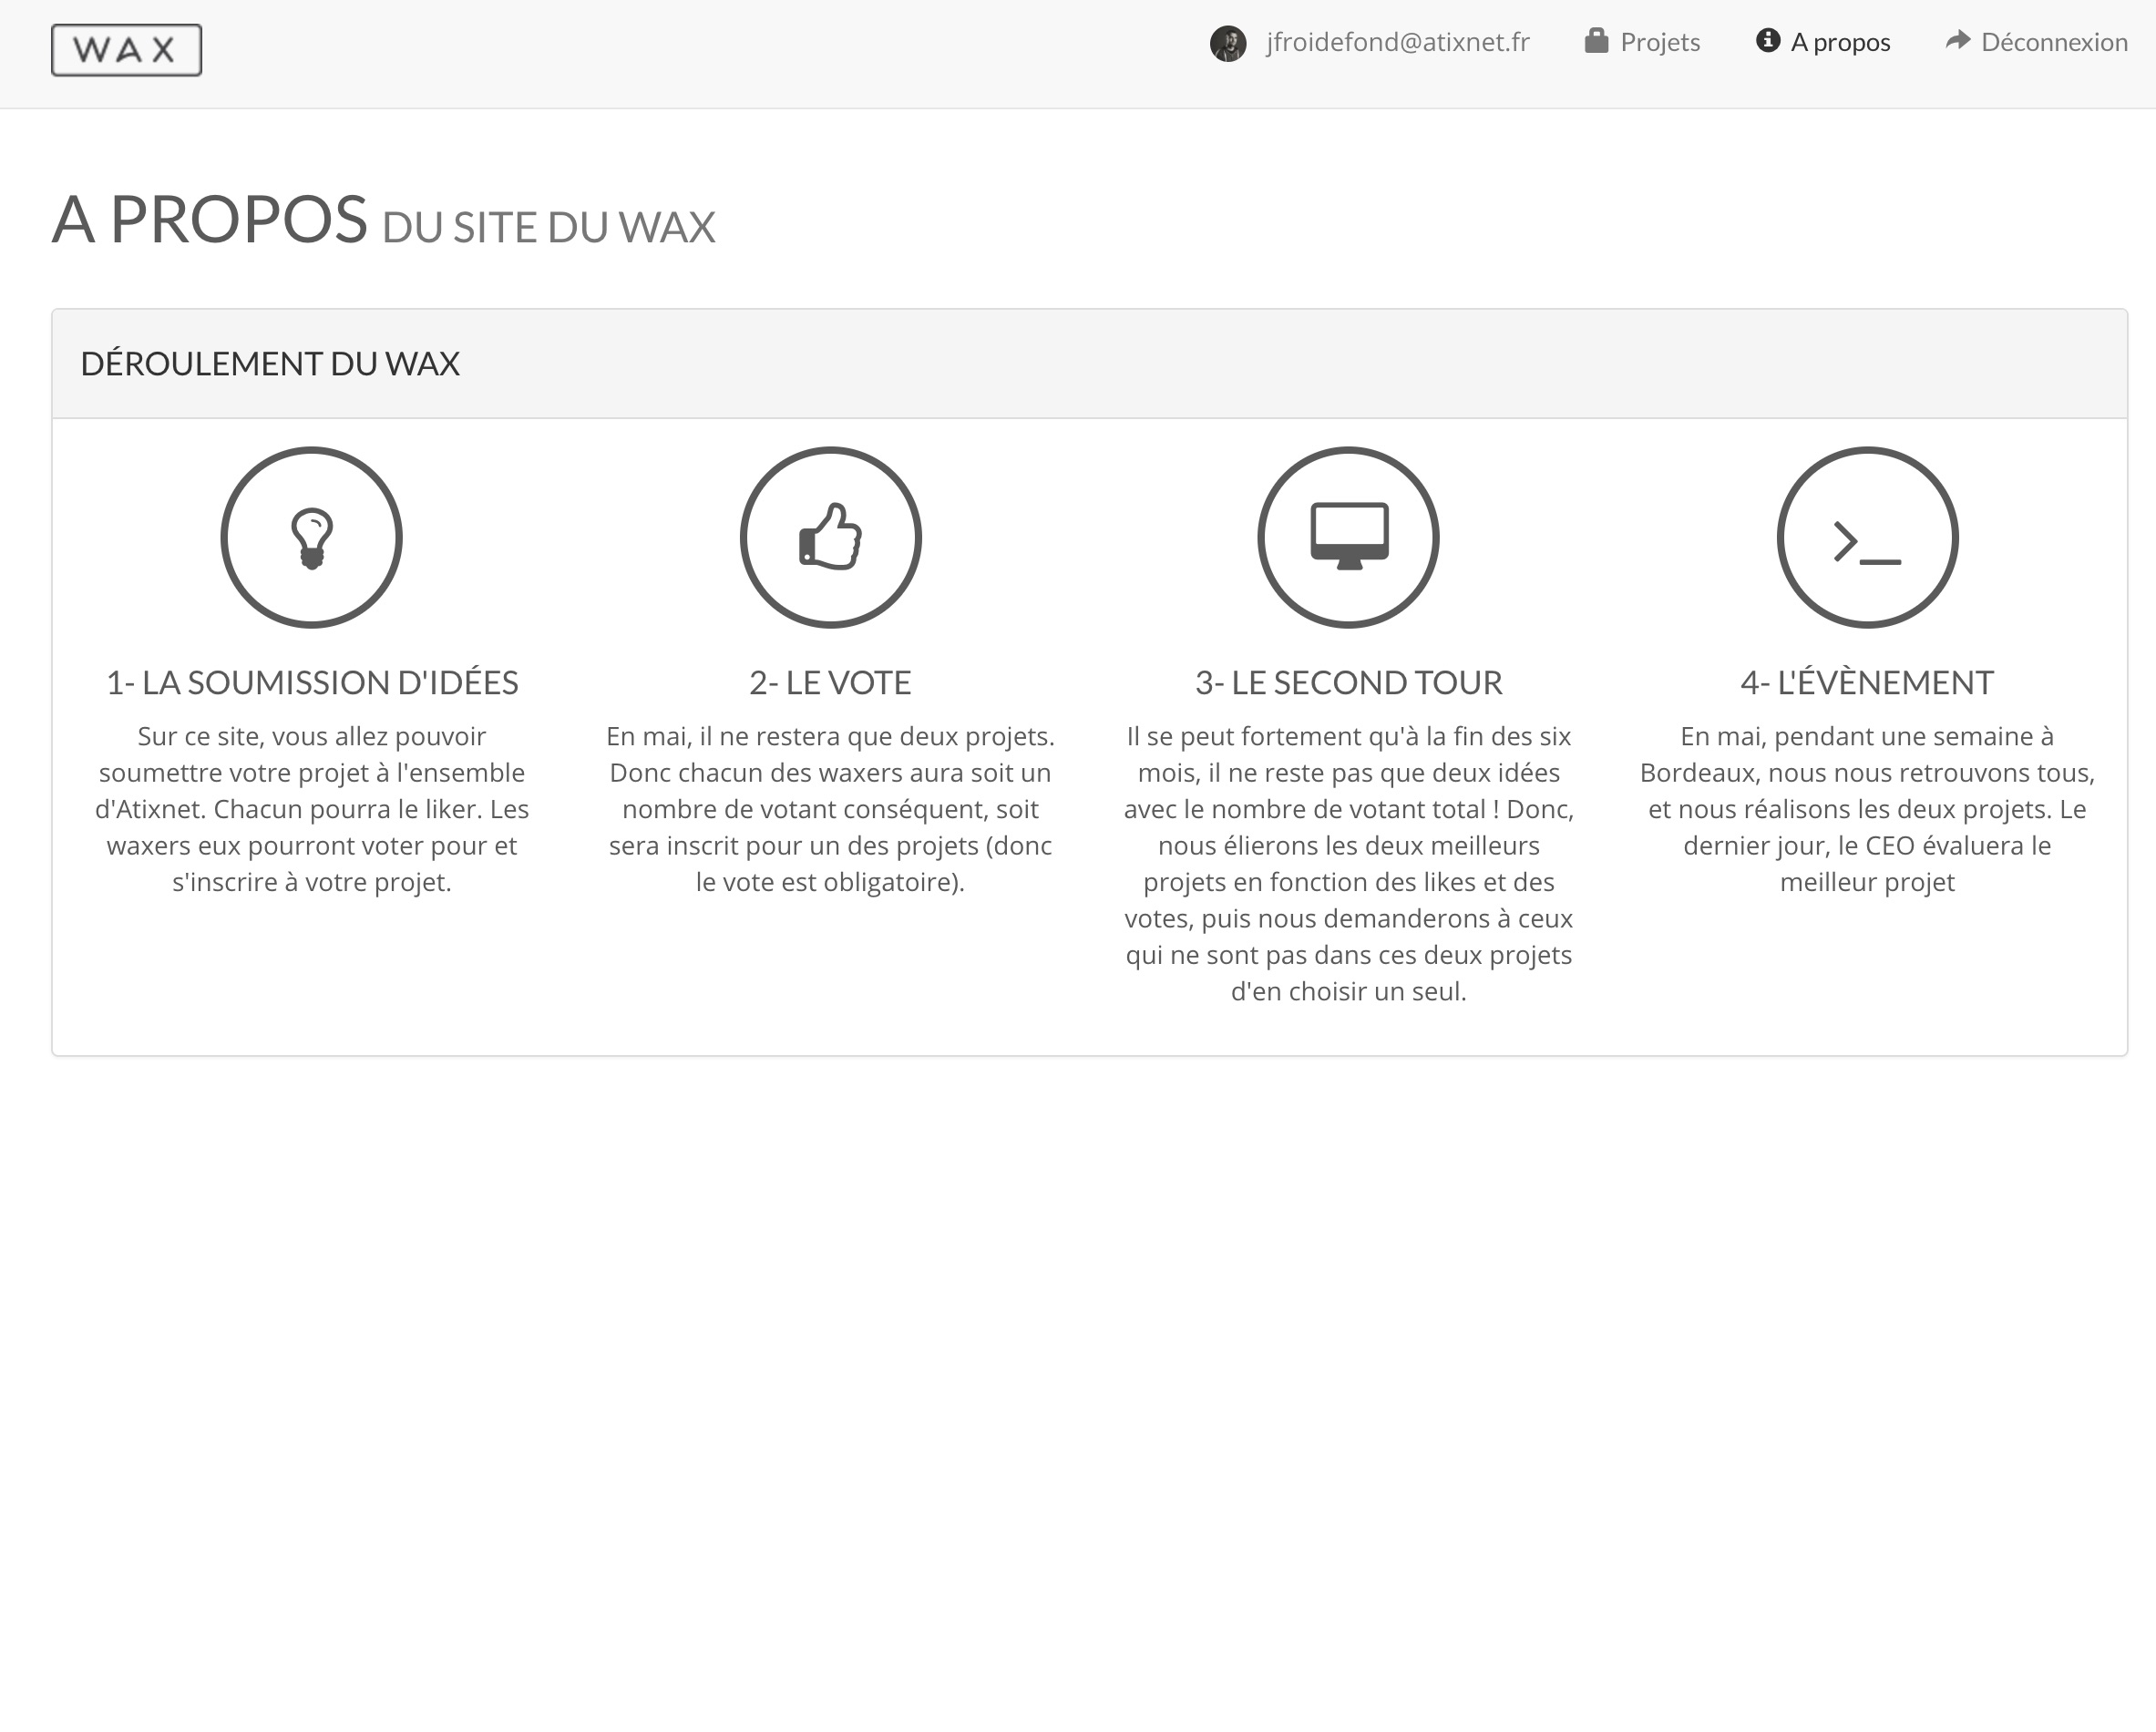 WAX
jfroidefond@atixnet.fr
Projets
A propos
Déconnexion
A PROPOS DU SITE DU WAX
DÉROULEMENT DU WAX
1- LA SOUMISSION D'IDÉES
Sur ce site, vous allez pouvoir
soumettre votre projet à l'ensemble
d'Atixnet. Chacun pourra le liker. Les
waxers eux pourront voter pour et
s'inscrire à votre projet.
2- LE VOTE
En mai, il ne restera que deux projets.
Donc chacun des waxers aura soit un
nombre de votant conséquent, soit
sera inscrit pour un des projets (donc
le vote est obligatoire).
3- LE SECOND TOUR
Il se peut fortement qu'à la fin des six
mois, il ne reste pas que deux idées
avec le nombre de votant total ! Donc,
nous élierons les deux meilleurs
projets en fonction des likes et des
votes, puis nous demanderons à ceux
qui ne sont pas dans ces deux projets
d'en choisir un seul.
4- L'ÉVÈNEMENT
En mai, pendant une semaine à
Bordeaux, nous nous retrouvons tous,
et nous réalisons les deux projets. Le
dernier jour, le CEO évaluera le
meilleur projet